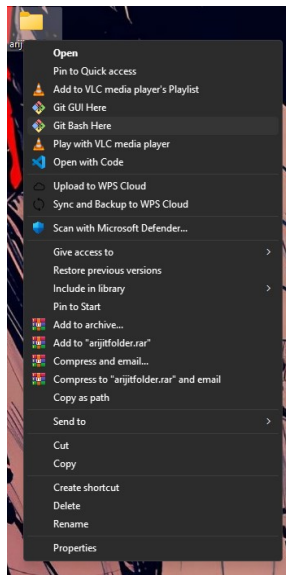 arij
Open
Pin to Quick access
Add to VLC media player's Playlist
Git GUI Here
Git Bash Here
Play with VLC media player
Open with Code
Upload to WPS Cloud
Sync and Backup to WPS Cloud
Scan with Microsoft Defender...
Give access to
Restore previous versions
Include in library
Pin to Start
Add to archive...
Add to "arijitfolder.rar"
Compress and email...
Compress to "arijitfolder.rar" and email
Copy as path
Send to
Cut
Copy
Create shortcut
Delete
Rename
Properties